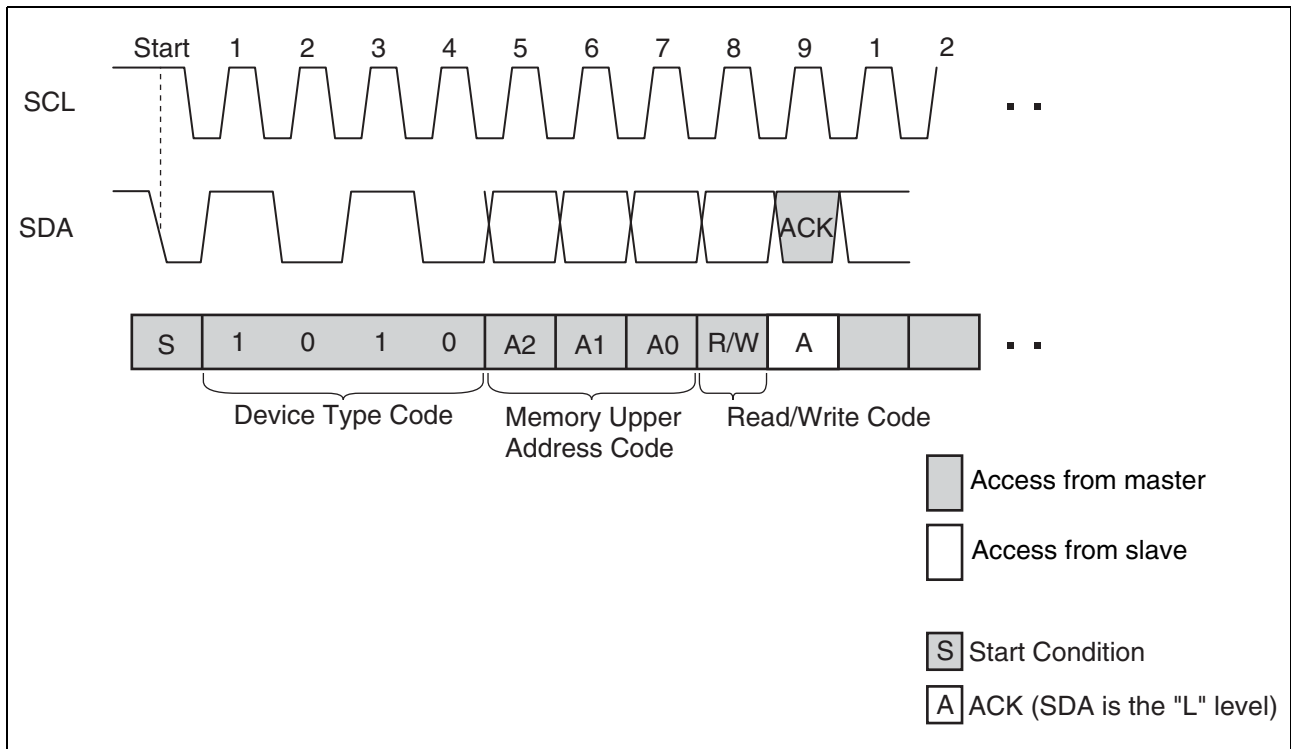 Start 1 2 3 4 5 6 7 8 9 1 2
SCL
. .
SDA
ACK
S 1 0 1 0 A2 A1 A0 R/W A
. .
Device Type Code
Memory Upper
Address Code
Read/Write Code
Access from master
Access from slave
S Start Condition
A ACK (SDA is the "L" level)